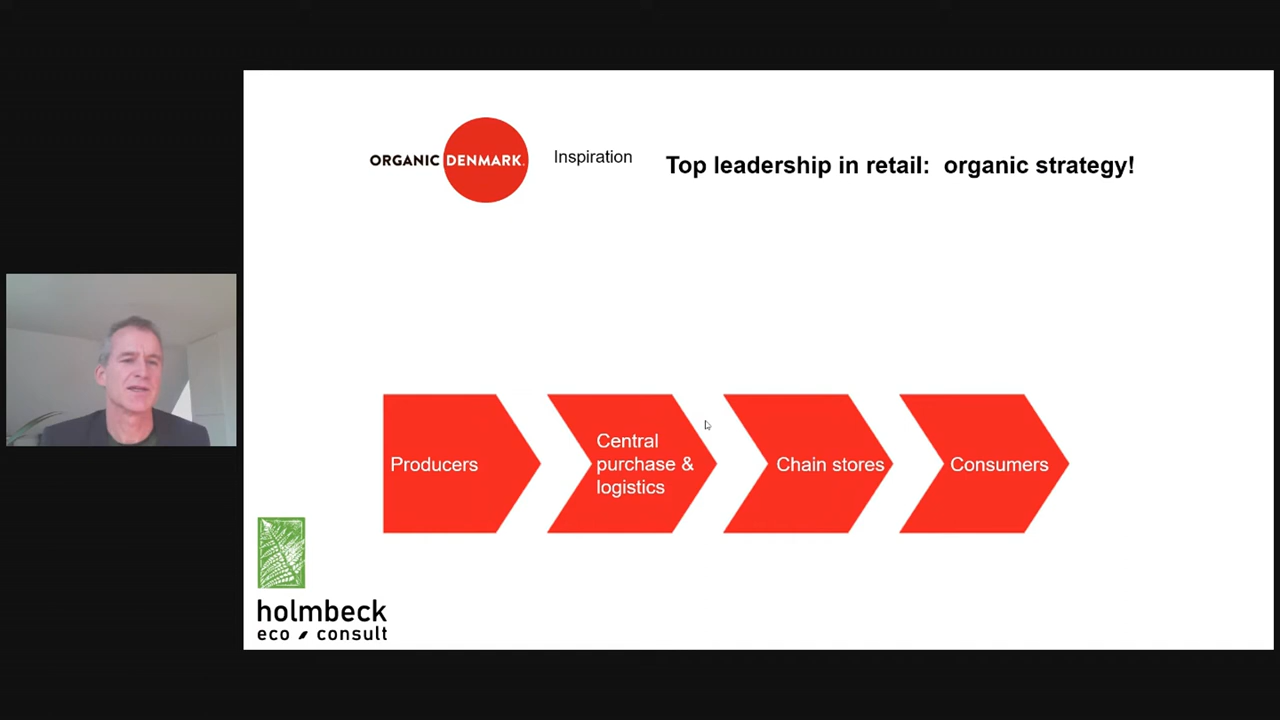 ORGANIC DENMARK.
Inspiration
Top leadership in retail: organic strategy!
Producers
Central
purchase &
logistics
Chain stores
Consumers
holmbeck
eco consult